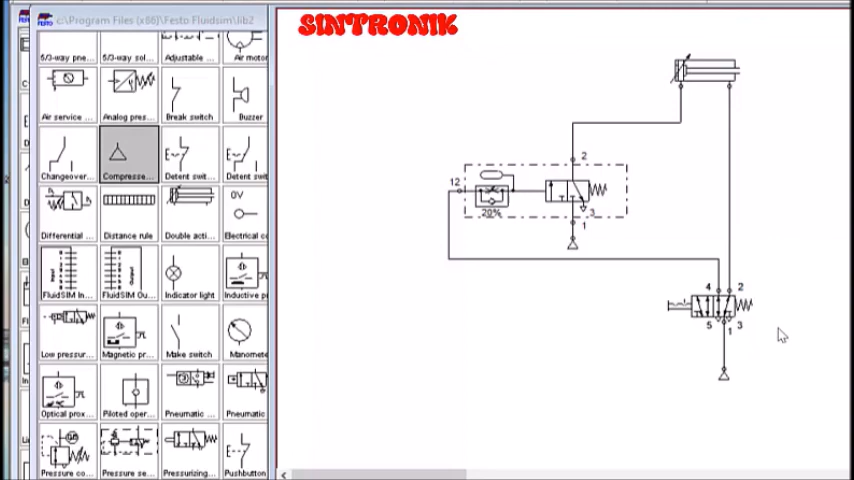 c:\Program Files (x86)\Festo Fluidsim\lib2
SINTRONIK
5/3-way pne...
5/3-way sol...
Adjustable ...
Air motor
Air service ...
Analog pres...
Break switch
Buzzer
Changeover...
Compresse...
Detent swit...
Detent swit
0V
Differential ...
Distance rule
Double acti...
Electrical c
Input
Output
FluidSIM In...
FluidSIM Ou...
Indicator light
Inductive p
Low pressur...
Magnetic pr...
Make switch
Manomete
Optical prox...
Piloted oper...
Pneumatic ...
Pneumatic
Pressure co...
Pressure se...
Pressurizing...
Pushbutton
2
12
20%
3
1
4 2
5 1 3